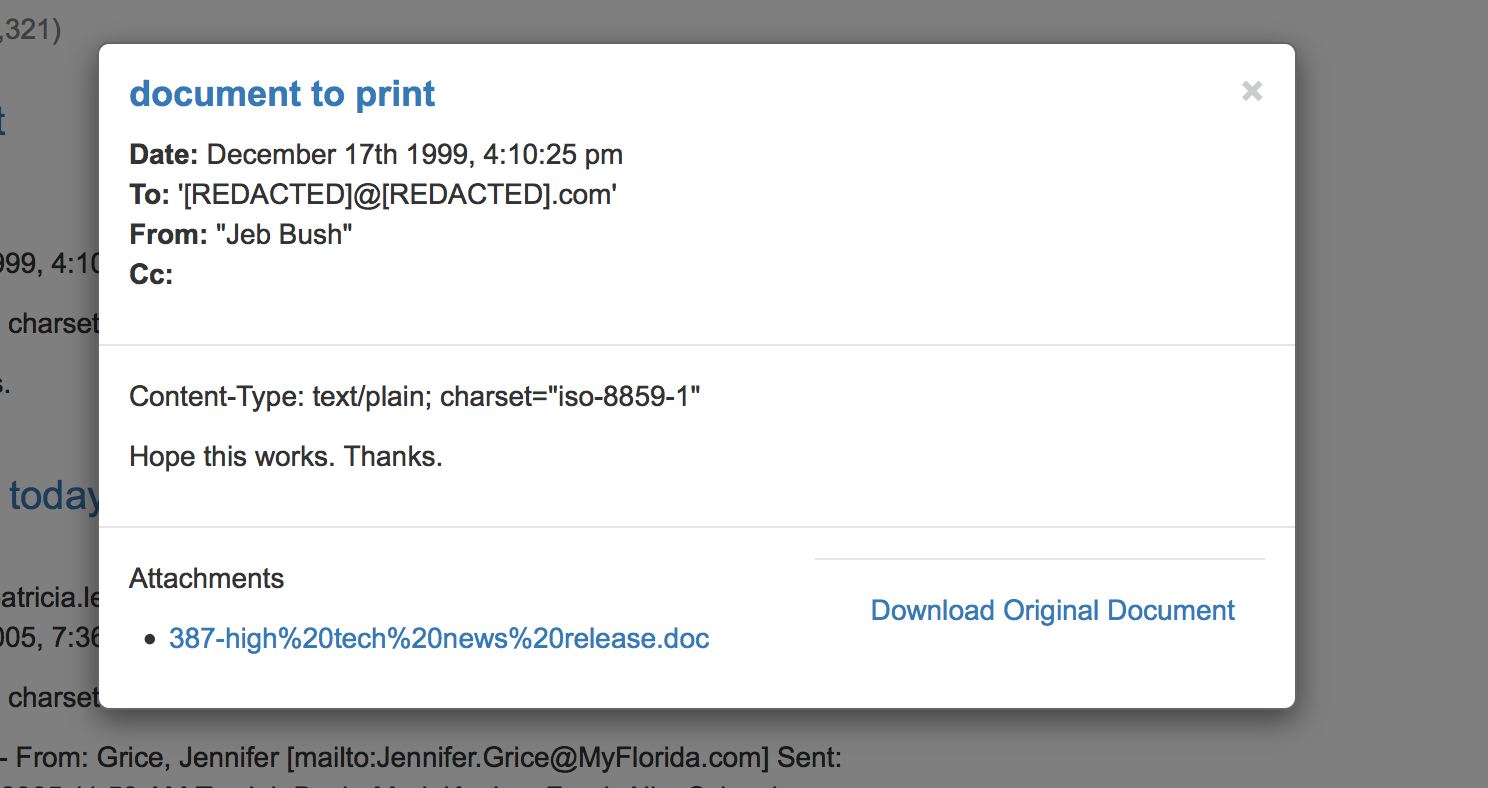 ,321)
document to print
×
t
Date: December 17th 1999, 4:10:25 pm
To: '[REDACTED]@[REDACTED].com'
From: "Jeb Bush"
999, 4:10
Cc:
charset
s.
Content-Type: text/plain; charset="iso-8859-1"
Hope this works. Thanks.
today
Attachments
atricia.le
Download Original Document
005, 7:36
• 387-high%20tech%20news%20release.doc
charset
- From: Grice, Jennifer [mailto:Jennifer.Grice@MyFlorida.com] Sent: